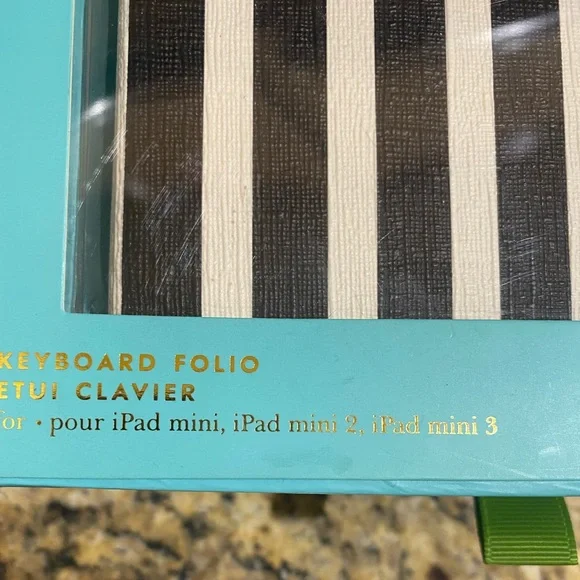 KEYBOARD FOLIO
ETUI CLAVIER
for • pour iPad mini, iPad mini 2, iPad mini 3